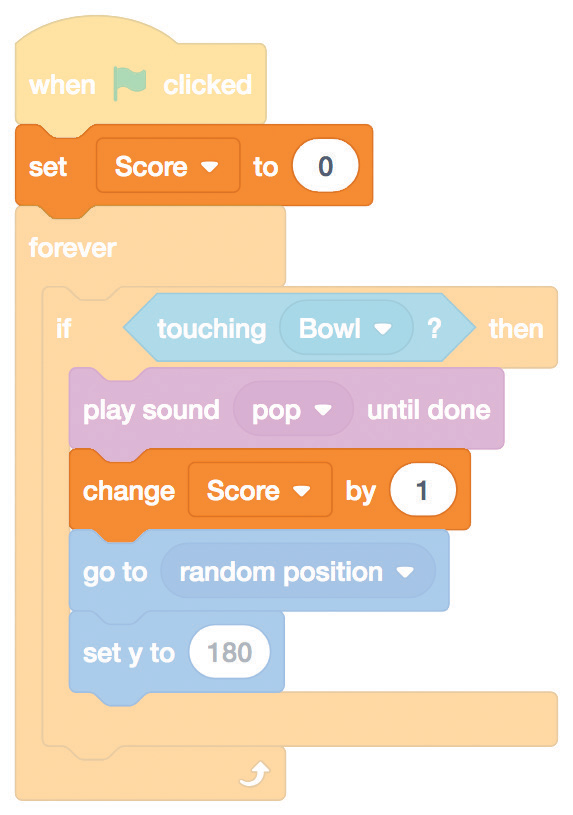 when clicked
set Score to 0
forever
if touching Bowl ? then
play sound pop until done
change Score by 1
go to random position
set y to 180